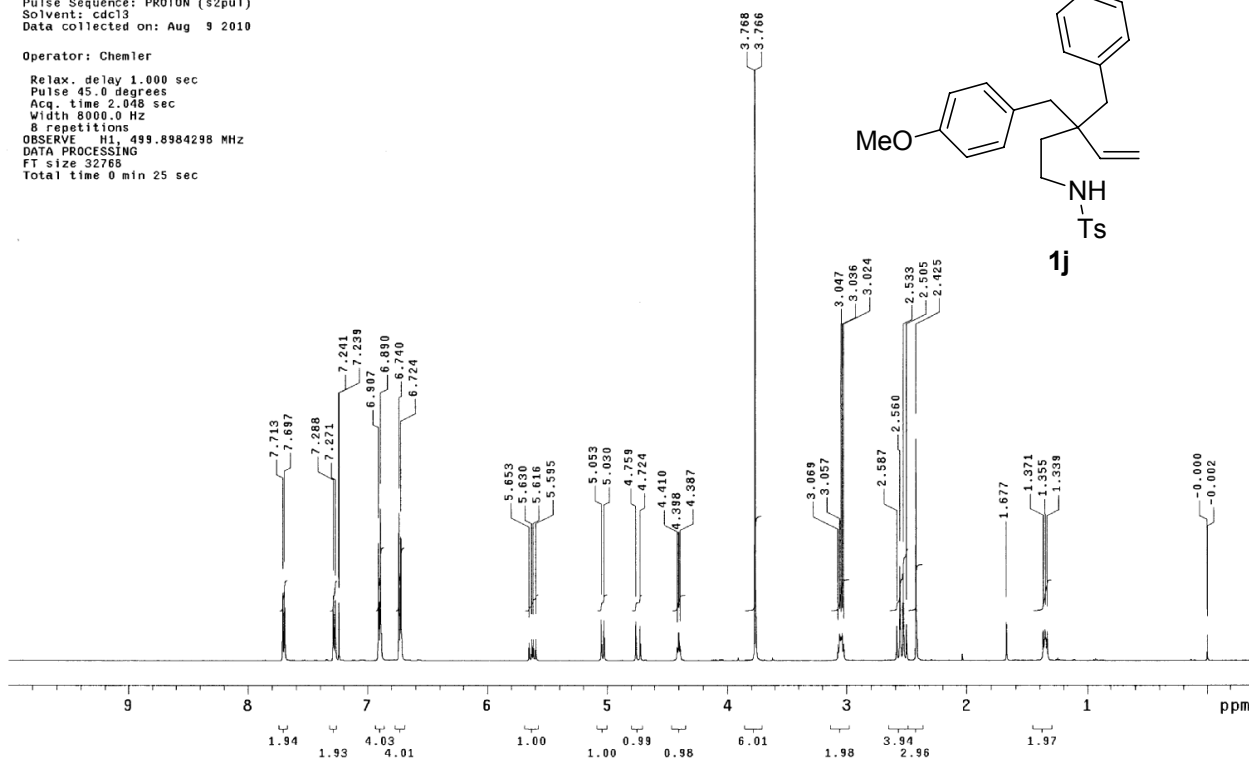 Pulse Sequence: PROTON (s2pul)
Solvent: cdcl3
Data collected on: Aug 9 2010
Operator: Chemler
Relax. delay 1.000 sec
Pulse 45.0 degrees
Acq. time 2.048 sec
Width 8000.0 Hz
8 repetitions
OBSERVE H1, 499.8984298 MHz
DATA PROCESSING
FT size 32768
Total time 0 min 25 sec
MeO
NH
Ts
1j
7.713
7.697
7.288
7.271
7.241
7.239
6.907
6.890
6.740
6.724
5.653
5.630
5.616
5.595
5.053
5.030
4.759
4.724
4.410
4.398
4.387
3.768
3.766
3.069
3.057
3.047
3.036
3.024
2.587
2.560
2.533
2.505
2.425
1.677
1.371
1.355
1.339
-0.000
-0.002
9 8 7 6 5 4 3 2 1 ppm
1.94 4.03 1.00 0.99 6.01 3.94 1.97
1.93 4.01 1.00 0.98 1.98 2.96